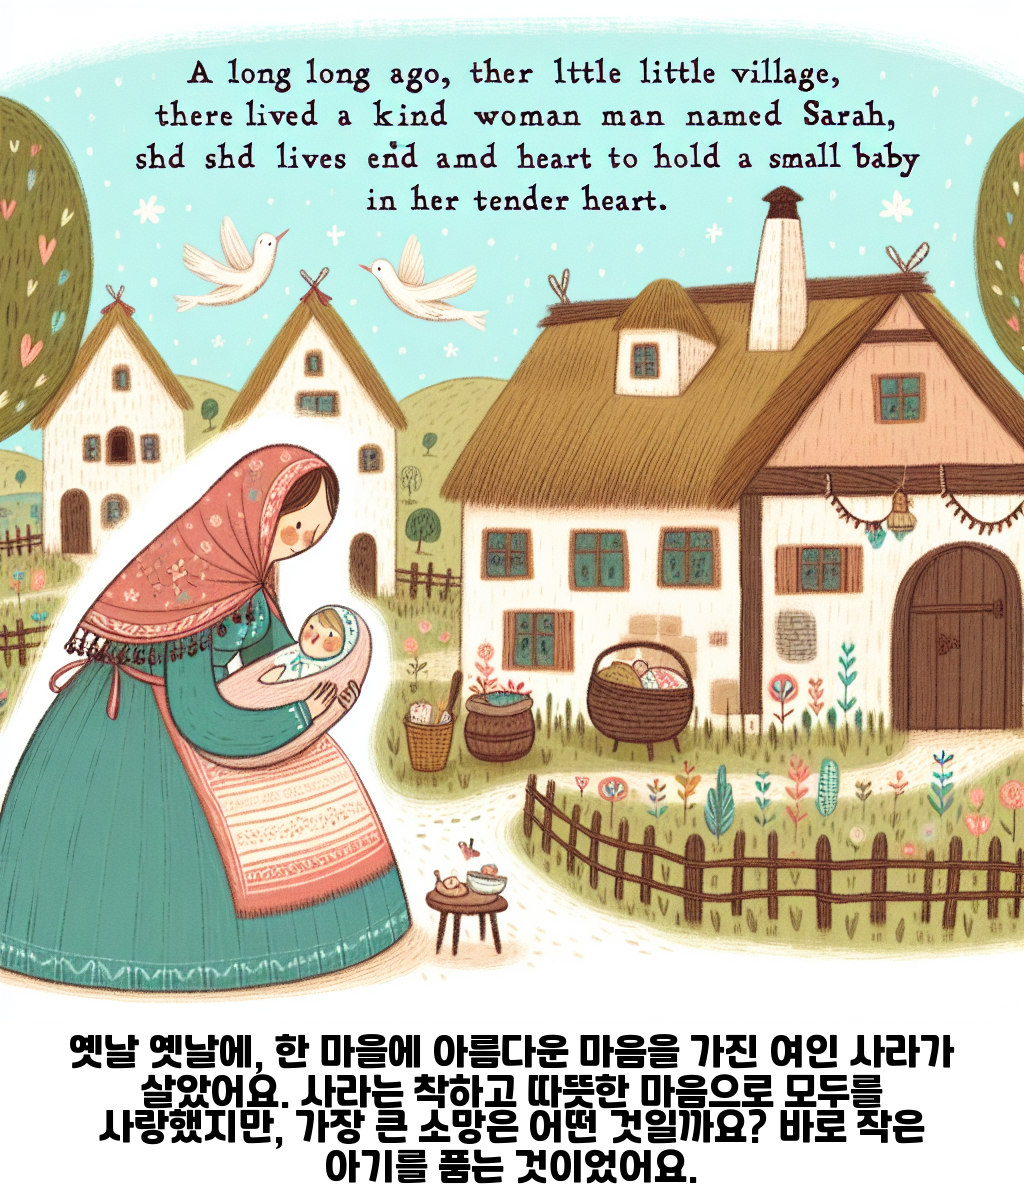 A long long ago, ther lttle little village,
there lived a kind woman man named Sarah,
shd shd lives end amd heart to hold a small baby
in her tender heart.
옛날 옛날에, 한 마을에 아름다운 마음을 가진 여인 사라가
살았어요. 사라는 착하고 따뜻한 마음으로 모두를
사랑했지만, 가장 큰 소망은 어떤 것일까요? 바로 작은
아기를 품는 것이었어요.